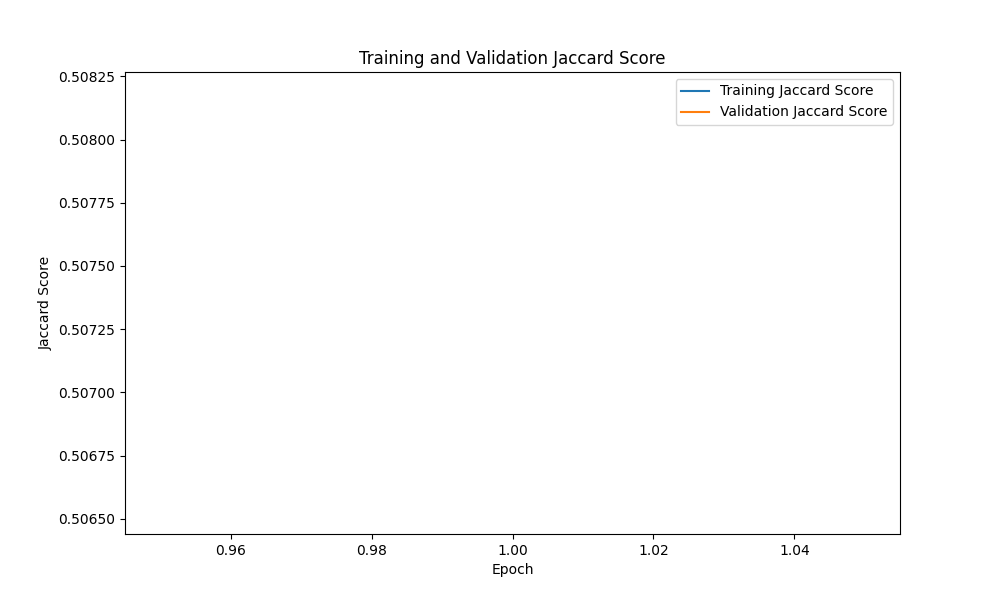 Training and Validation Jaccard Score
Training Jaccard Score
Validation Jaccard Score
Jaccard Score
0.50825
0.50800
0.50775
0.50750
0.50725
0.50700
0.50675
0.50650
0.96
0.98
1.00
1.02
1.04
Epoch